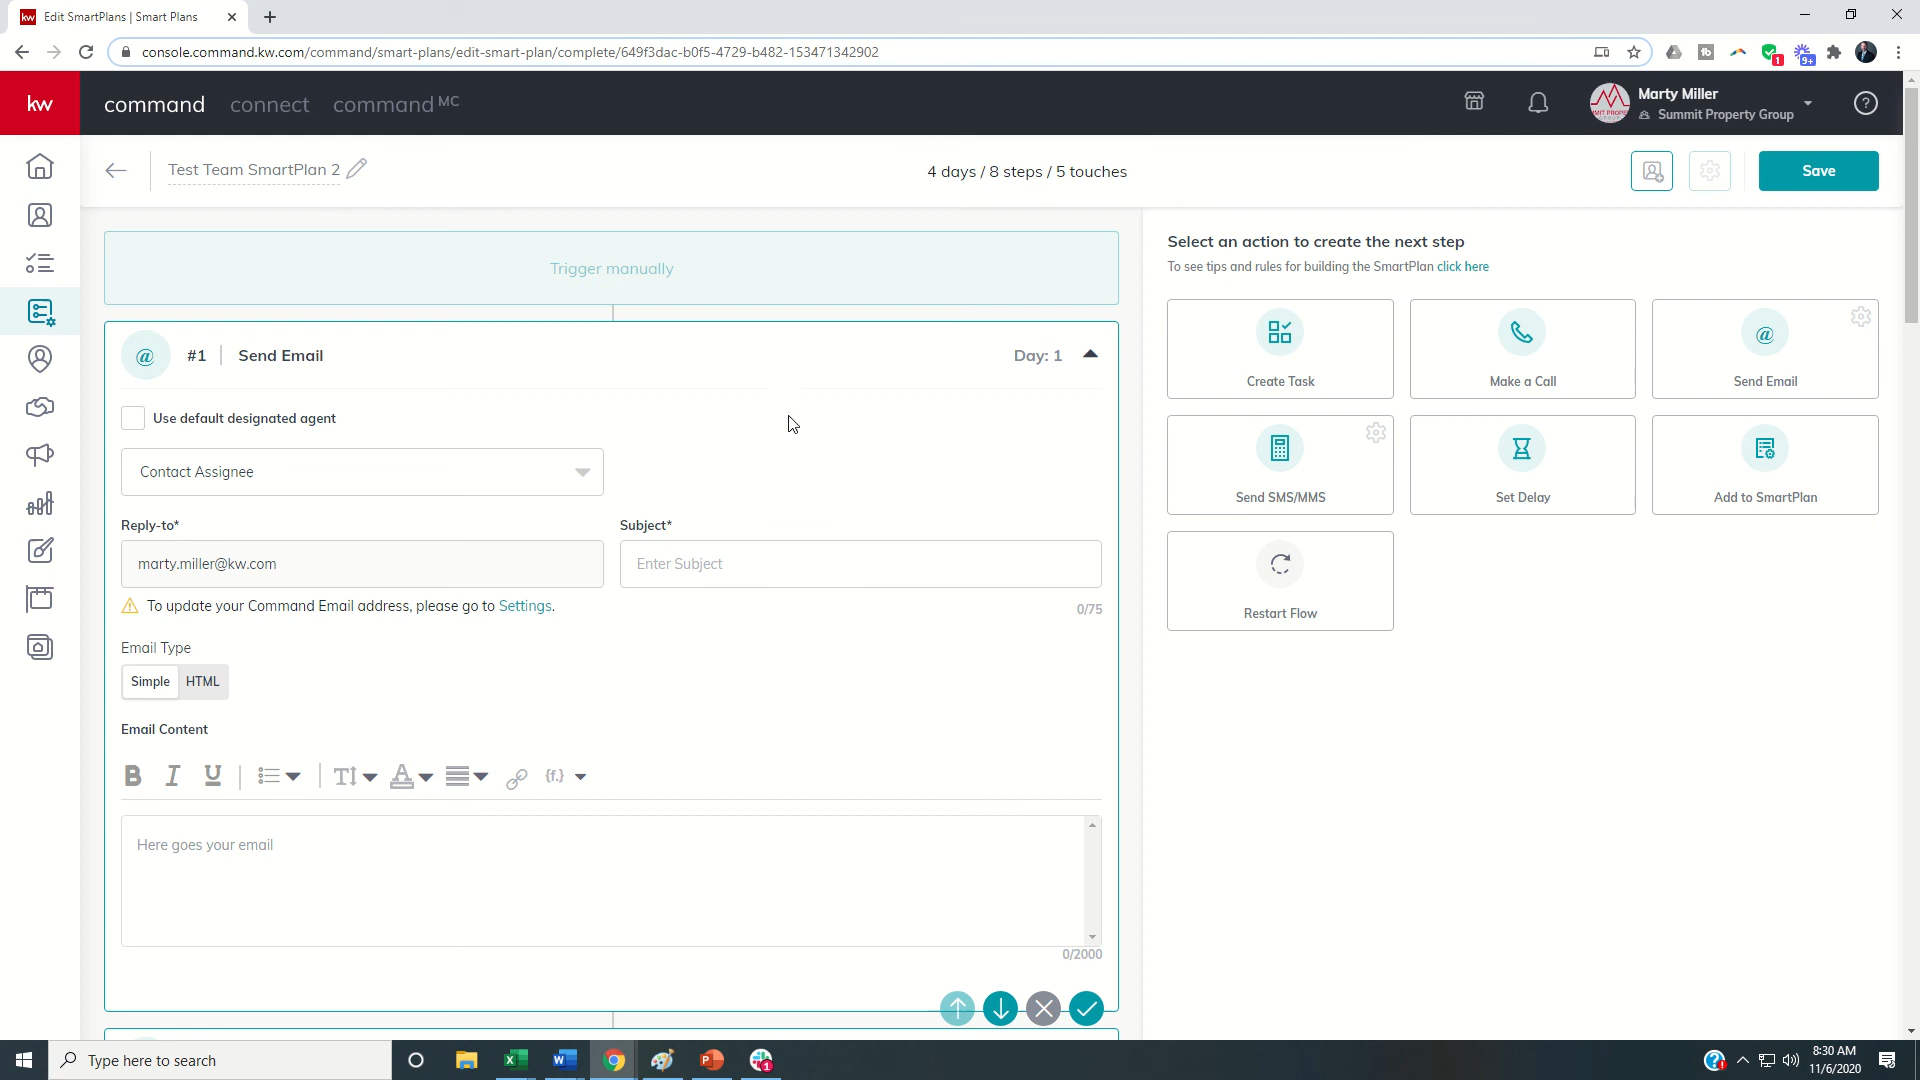 kw Edit SmartPlans | Smart Plans
console.command.kw.com/command/smart-plans/edit-smart-plan/complete/649f3dac-b0f5-4729-b482-153471342902
1
9+
kw command connect command MC
Marty Miller
Summit Property Group
Test Team SmartPlan 2
4 days / 8 steps / 5 touches
Save
Trigger manually
@ #1 Send Email Day: 1
Use default designated agent
Contact Assignee
Reply-to* Subject*
marty.miller@kw.com Enter Subject
To update your Command Email address, please go to Settings.
0/75
Email Type
Simple HTML
Email Content
B I U T A {f.}
Here goes your email
0/2000
Select an action to create the next step
To see tips and rules for building the SmartPlan click here
Create Task
Make a Call
@
Send Email
Send SMS/MMS
Set Delay
Add to SmartPlan
Restart Flow
Type here to search
8:30 AM
11/6/2020